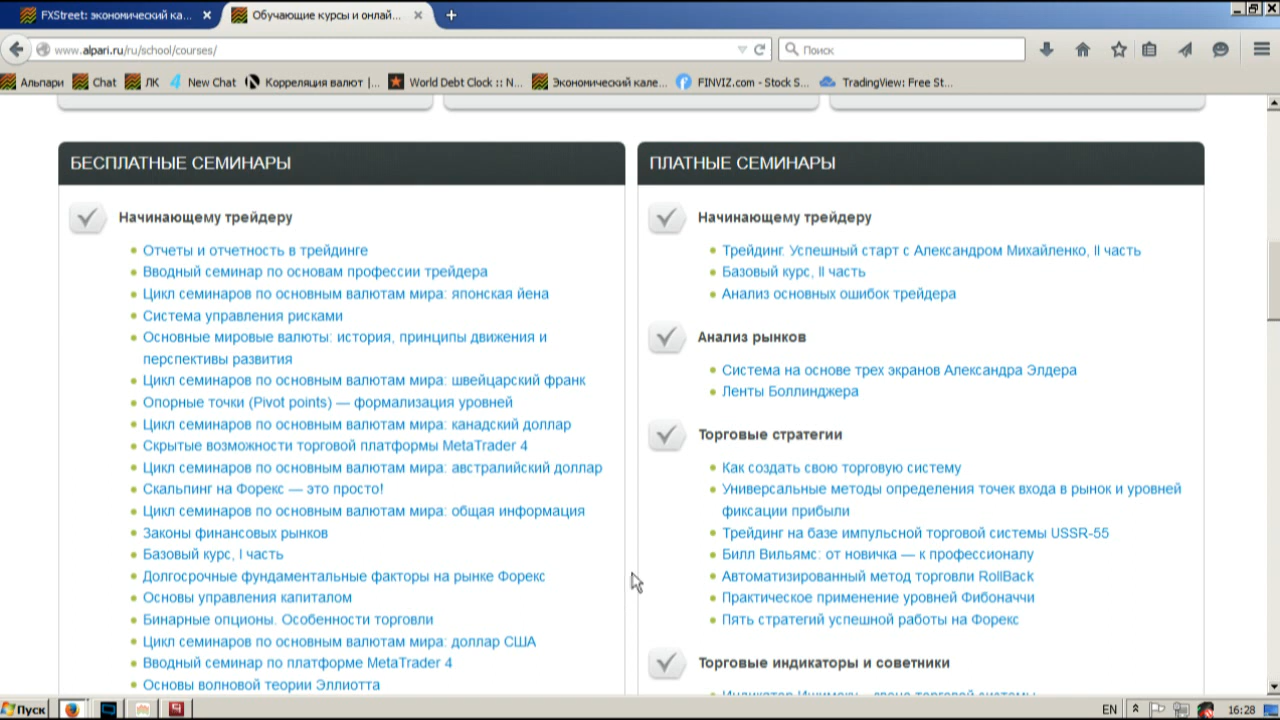 FXStreet: экономический ка...
Обучающие курсы и онлай...
www.alpari.ru/ru/school/courses/
Поиск
Альпари
Chat
ЛК
New Chat
Корреляция валют |...
World Debt Clock :: N...
Экономический кале...
FINVIZ.com - Stock S...
TradingView: Free St...
БЕСПЛАТНЫЕ СЕМИНАРЫ
Начинающему трейдеру
Отчеты и отчетность в трейдинге
Вводный семинар по основам профессии трейдера
Цикл семинаров по основным валютам мира: японская йена
Система управления рисками
Основные мировые валюты: история, принципы движения и
перспективы развития
Цикл семинаров по основным валютам мира: швейцарский франк
Опорные точки (Pivot points) — формализация уровней
Цикл семинаров по основным валютам мира: канадский доллар
Скрытые возможности торговой платформы MetaTrader 4
Цикл семинаров по основным валютам мира: австралийский доллар
Скальпинг на Форекс — это просто!
Цикл семинаров по основным валютам мира: общая информация
Законы финансовых рынков
Базовый курс, I часть
Долгосрочные фундаментальные факторы на рынке Форекс
Основы управления капиталом
Бинарные опционы. Особенности торговли
Цикл семинаров по основным валютам мира: доллар США
Вводный семинар по платформе MetaTrader 4
Основы волновой теории Эллиотта
ПЛАТНЫЕ СЕМИНАРЫ
Начинающему трейдеру
Трейдинг. Успешный старт с Александром Михайленко, II часть
Базовый курс, II часть
Анализ основных ошибок трейдера
Анализ рынков
Система на основе трех экранов Александра Элдера
Ленты Боллинджера
Торговые стратегии
Как создать свою торговую систему
Универсальные методы определения точек входа в рынок и уровней
фиксации прибыли
Трейдинг на базе импульсной торговой системы USSR-55
Билл Вильямс: от новичка — к профессионалу
Автоматизированный метод торговли RollBack
Практическое применение уровней Фибоначчи
Пять стратегий успешной работы на Форекс
Торговые индикаторы и советники
Пуск
EN
16:28